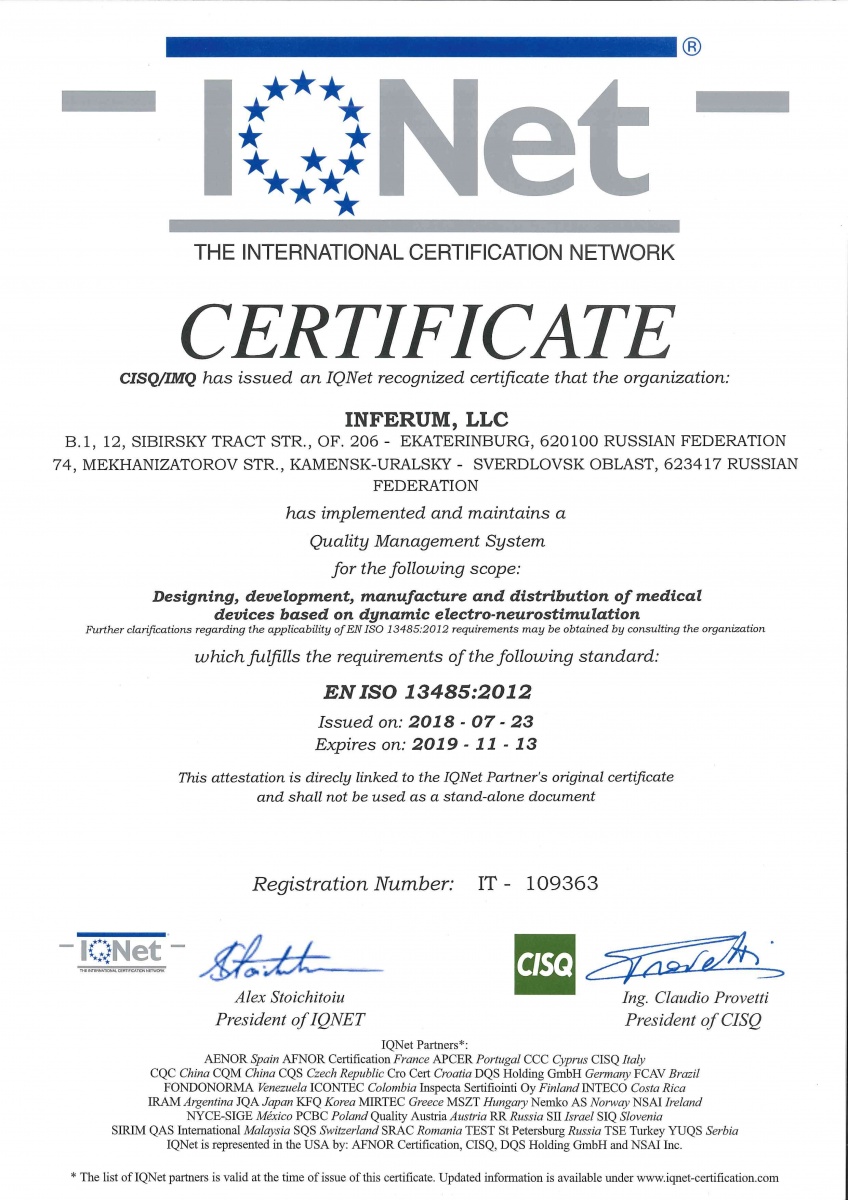 ®
IQNet
THE INTERNATIONAL CERTIFICATION NETWORK
CERTIFICATE
CISQ/IMQ has issued an IQNet recognized certificate that the organization:
INFERUM, LLC
B.1, 12, SIBIRSKY TRACT STR., OF. 206 - EKATERINBURG, 620100 RUSSIAN FEDERATION
74, MEKHANIZATOROV STR., KAMENSK-URALSKY - SVERDLOVSK OBLAST, 623417 RUSSIAN
FEDERATION
has implemented and maintains a
Quality Management System
for the following scope:
Designing, development, manufacture and distribution of medical
devices based on dynamic electro-neurostimulation
Further clarifications regarding the applicability of EN ISO 13485:2012 requirements may be obtained by consulting the organization
which fulfills the requirements of the following standard:
EN ISO 13485:2012
Issued on: 2018 - 07 - 23
Expires on: 2019 - 11 - 13
This attestation is direcly linked to the IQNet Partner's original certificate
and shall not be used as a stand-alone document
Registration Number: IT - 109363
IQNet
THE INTERNATIONAL CERTIFICATION NETWORK
CISQ
Alex Stoichitoiu
Ing. Claudio Provetti
President of IQNET
President of CISQ
IQNet Partners*:
AENOR Spain AFNOR Certification France APCER Portugal CCC Cyprus CISQ Italy
CQC China CQM China CQS Czech Republic Cro Cert Croatia DQS Holding GmbH Germany FCAV Brazil
FONDONORMA Venezuela ICONTEC Colombia Inspecta Sertifiointi Oy Finland INTECO Costa Rica
IRAM Argentina JQA Japan KFQ Korea MIRTEC Greece MSZT Hungary Nemko AS Norway NSAI Ireland
NYCE-SIGE México PCBC Poland Quality Austria Austria RR Russia SII Israel SIQ Slovenia
SIRIM QAS International Malaysia SQS Switzerland SRAC Romania TEST St Petersburg Russia TSE Turkey YUQS Serbia
IQNet is represented in the USA by: AFNOR Certification, CISQ, DQS Holding GmbH and NSAI Inc.
* The list of IQNet partners is valid at the time of issue of this certificate. Updated information is available under www.iqnet-certification.com